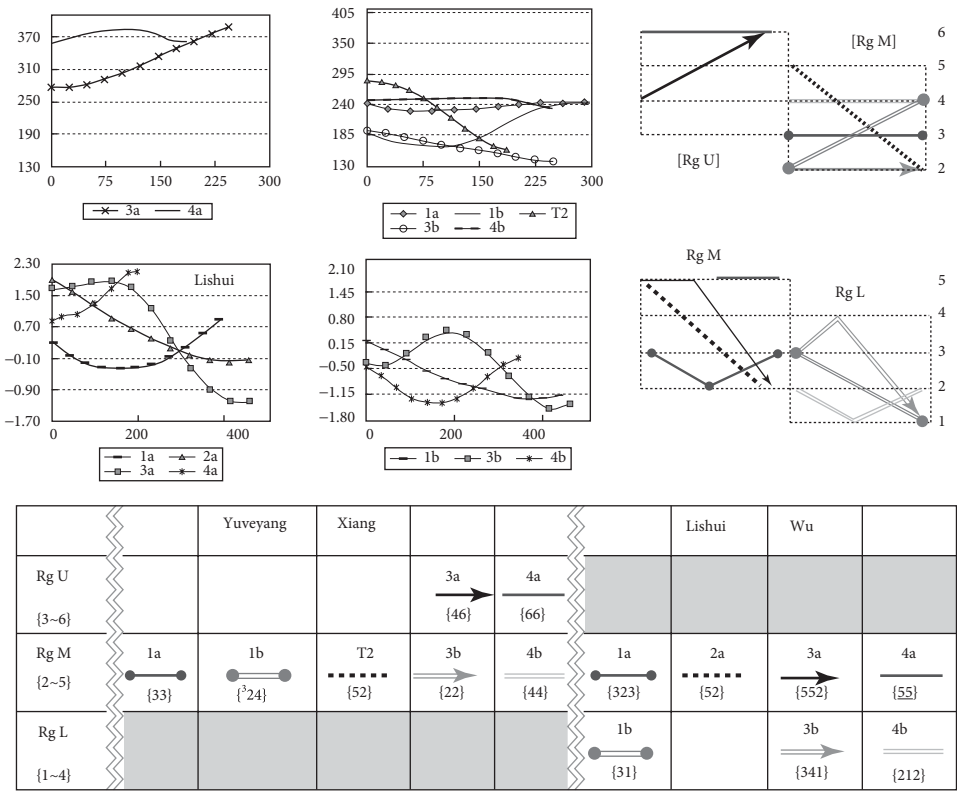 370
310
250
190
130
0 75 150 225 300
3a 4a
405
350
295
240
185
130
0 75 150 225 300
1a 1b T2
3b 4b
[Rg M]
[Rg U]
6
5
4
3
2
2.30
1.50
0.70
−0.10
−0.90
−1.70
Lishui
0 200 400
1a 2a
3a 4a
2.10
1.45
0.80
0.15
−0.50
−1.15
−1.80
0 200 400
1b 3b 4b
Rg M
Rg L
5
4
3
2
1
Yuveyang Xiang Lishui Wu
Rg U 3a 4a
{3~6} {46} {66}
Rg M 1a 1b T2 3b 4b 1a 2a 3a 4a
{2~5} {33} {³24} {52} {22} {44} {323} {52} {552} {55}
Rg L 1b 3b 4b
{1~4} {31} {341} {212}